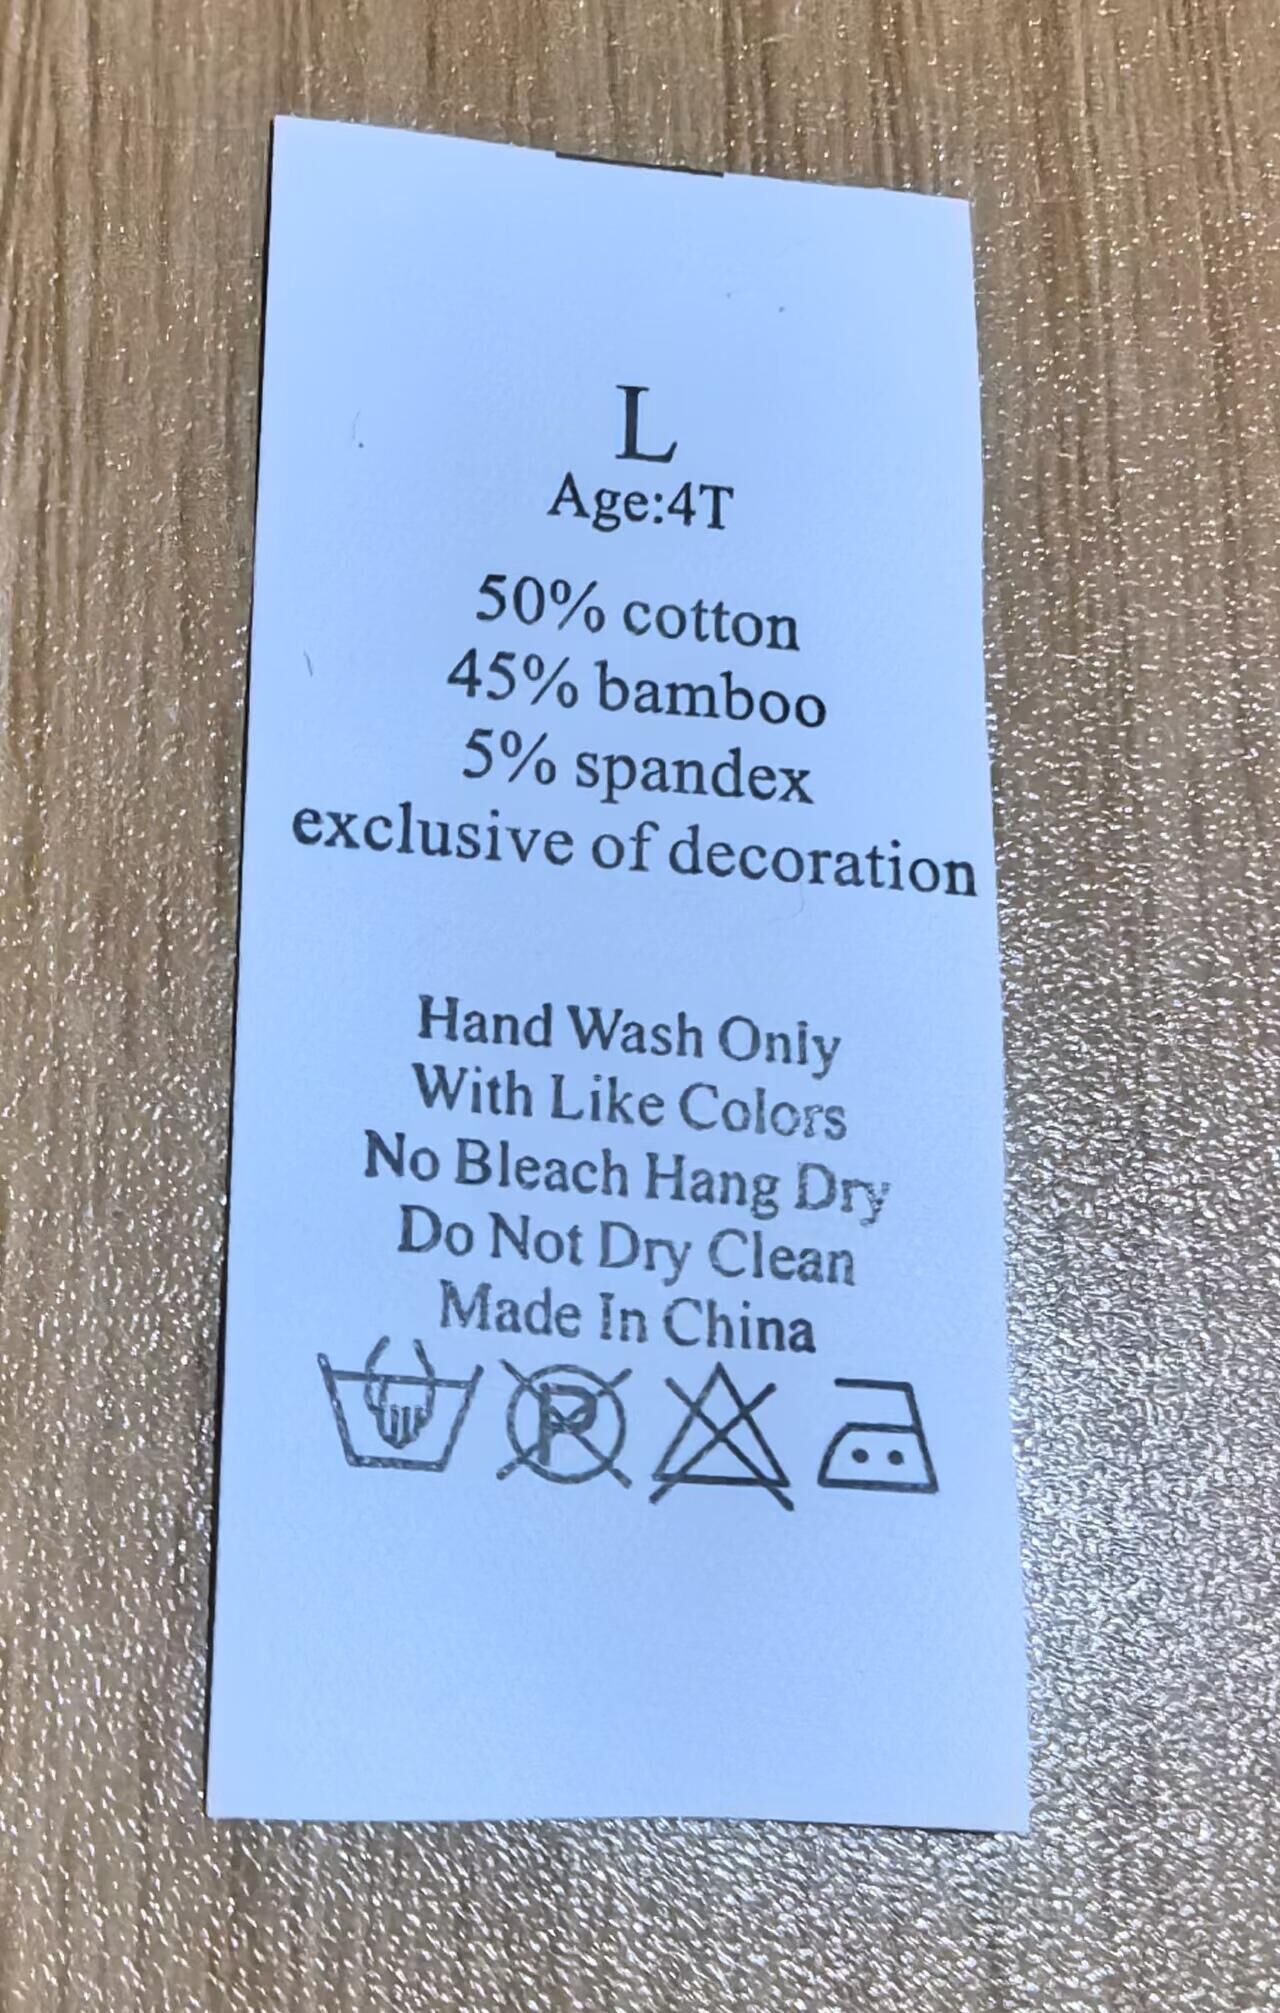 L
Age:4T
50% cotton
45% bamboo
5% spandex
exclusive of decoration
Hand Wash Only
With Like Colors
No Bleach Hang Dry
Do Not Dry Clean
Made In China
P